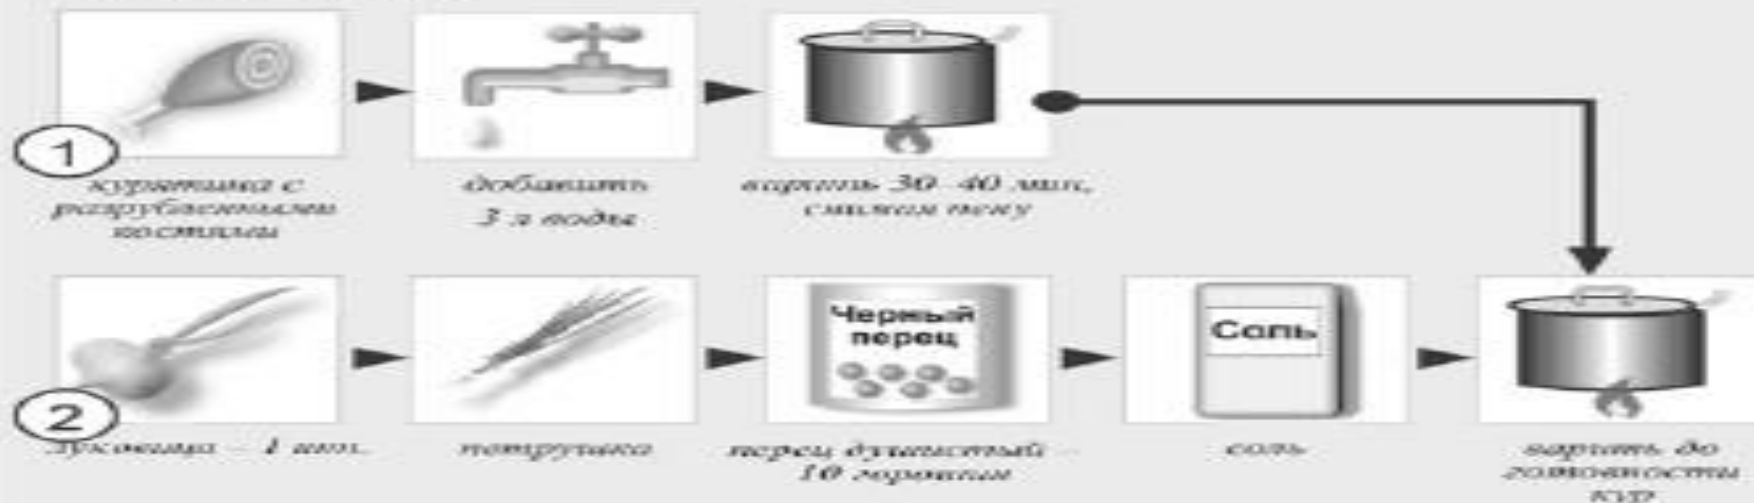 1
курятина с
разрубленными
костями
добавить
3 л воды
варить 30–40 мин,
снимая пену
2
Черный
перец
Соль
луковица – 1 шт.
петрушка
перец душистый –
10 горошин
соль
варить до
готовности
кур